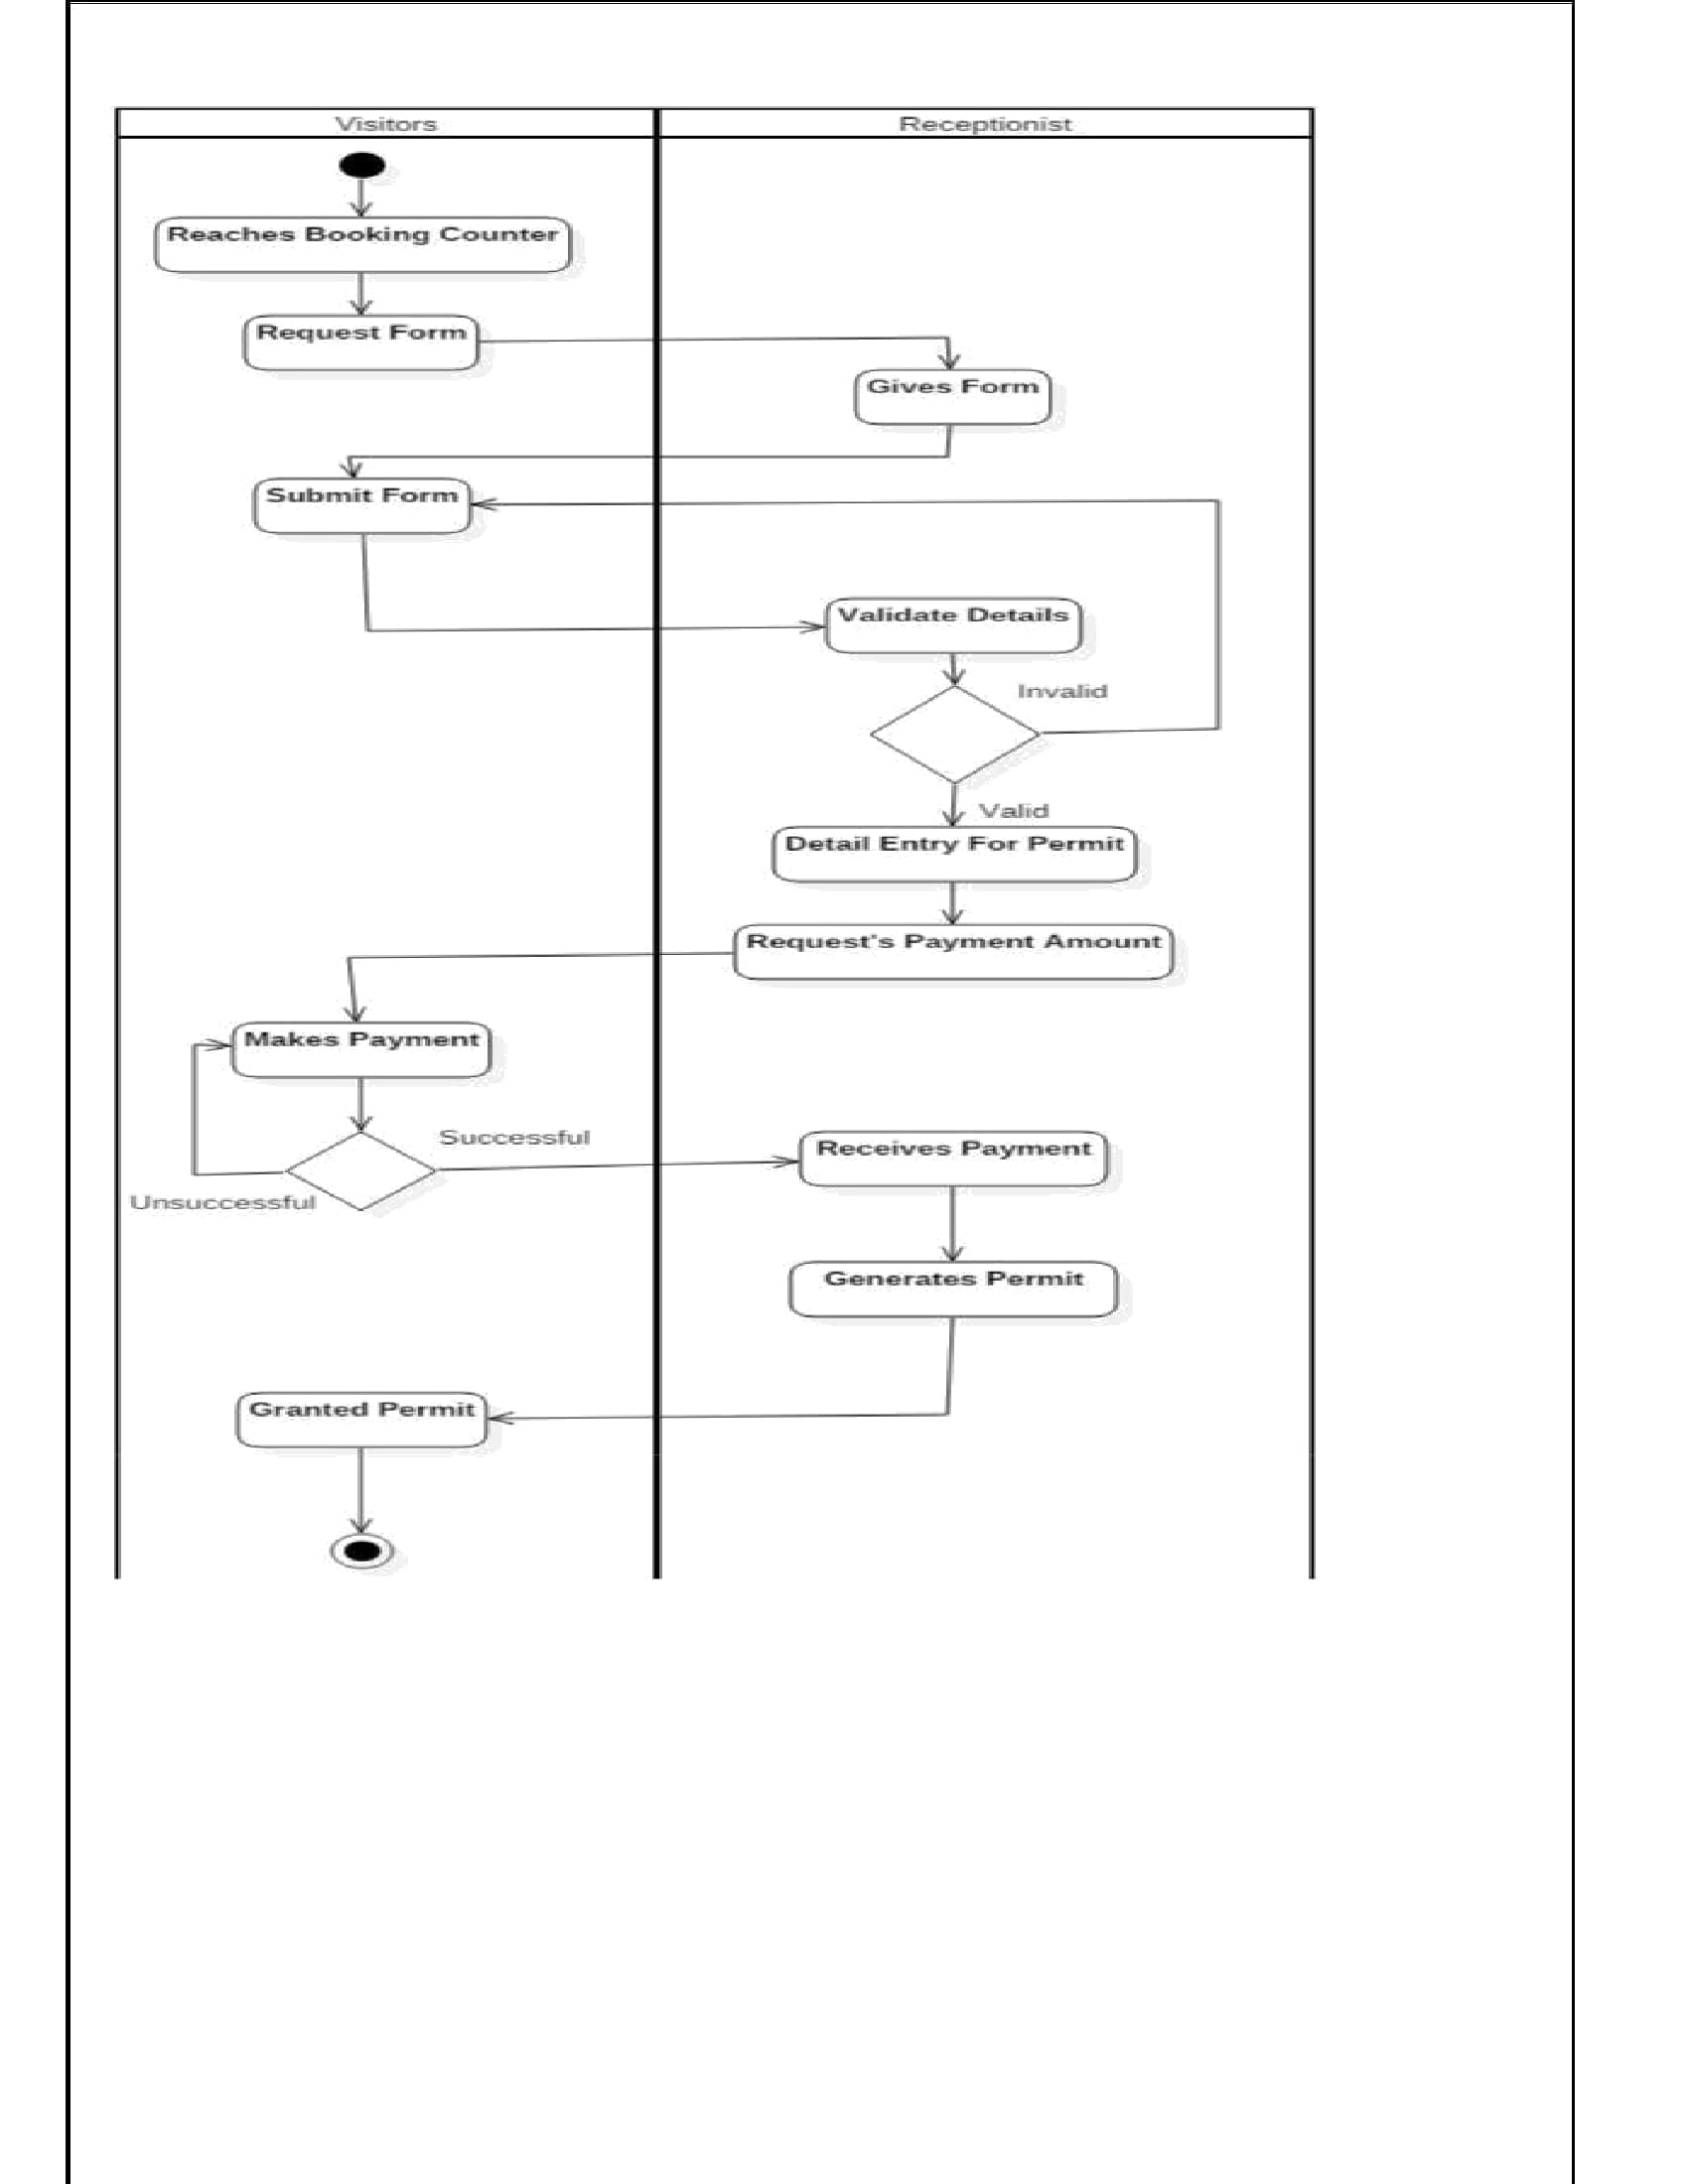 Visitors
Receptionist
Reaches Booking Counter
Request Form
Gives Form
Submit Form
Validate Details
Invalid
Valid
Detail Entry For Permit
Request's Payment Amount
Makes Payment
Successful
Receives Payment
Unsuccessful
Generates Permit
Granted Permit